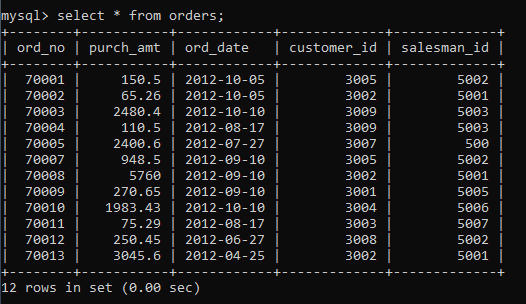 mysql> select * from orders;
+--------+-----------+------------+-------------+-------------+
| ord_no | purch_amt | ord_date   | customer_id | salesman_id |
+--------+-----------+------------+-------------+-------------+
|  70001 |     150.5 | 2012-10-05 |        3005 |        5002 |
|  70002 |     65.26 | 2012-10-05 |        3002 |        5001 |
|  70003 |    2480.4 | 2012-10-10 |        3009 |        5003 |
|  70004 |     110.5 | 2012-08-17 |        3009 |        5003 |
|  70005 |    2400.6 | 2012-07-27 |        3007 |         500 |
|  70007 |     948.5 | 2012-09-10 |        3005 |        5002 |
|  70008 |      5760 | 2012-09-10 |        3002 |        5001 |
|  70009 |    270.65 | 2012-09-10 |        3001 |        5005 |
|  70010 |   1983.43 | 2012-10-10 |        3004 |        5006 |
|  70011 |     75.29 | 2012-08-17 |        3003 |        5007 |
|  70012 |    250.45 | 2012-06-27 |        3008 |        5002 |
|  70013 |    3045.6 | 2012-04-25 |        3002 |        5001 |
+--------+-----------+------------+-------------+-------------+
12 rows in set (0.00 sec)